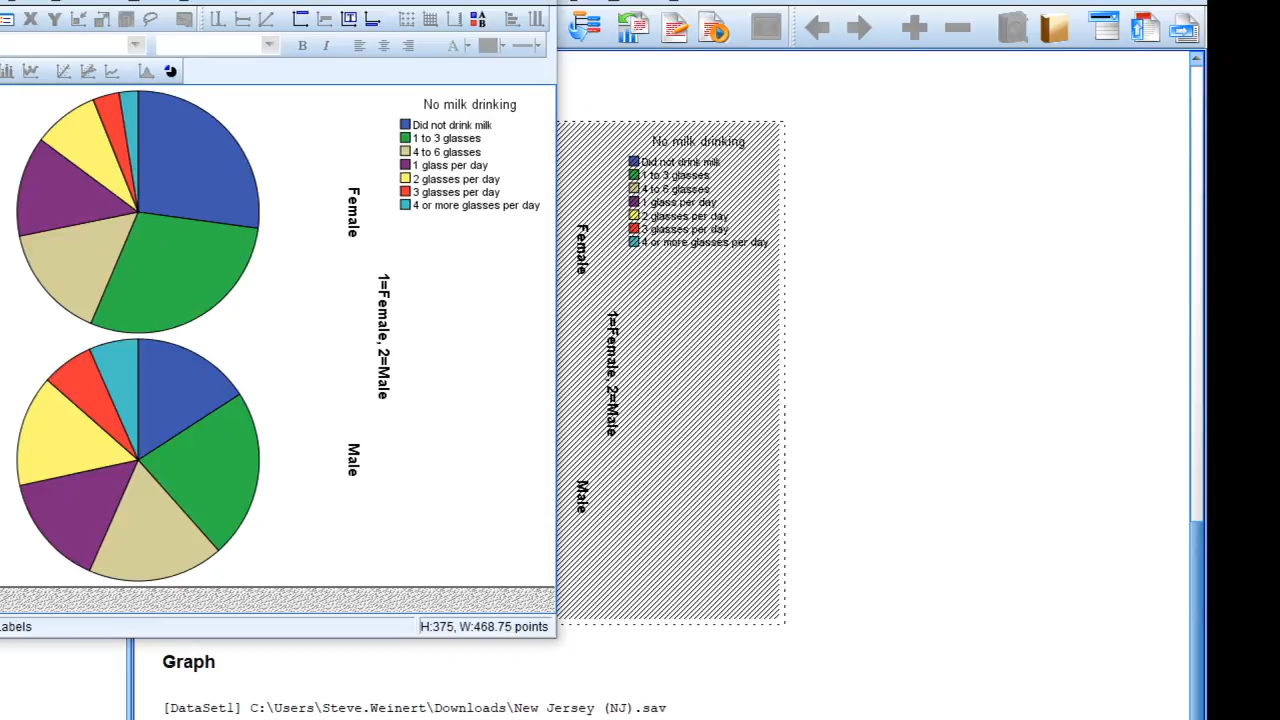 X Y
A
B
B I
A
No milk drinking
Did not drink milk
1 to 3 glasses
4 to 6 glasses
1 glass per day
2 glasses per day
3 glasses per day
4 or more glasses per day
Female
1=Female, 2=Male
Male
No milk drinking
Did not drink milk
1 to 3 glasses
4 to 6 glasses
1 glass per day
2 glasses per day
3 glasses per day
4 or more glasses per day
Female
1=Female, 2=Male
Male
Labels
H:375, W:468.75 points
Graph
[DataSet1] C:\Users\Steve.Weinert\Downloads\New Jersey (NJ).sav